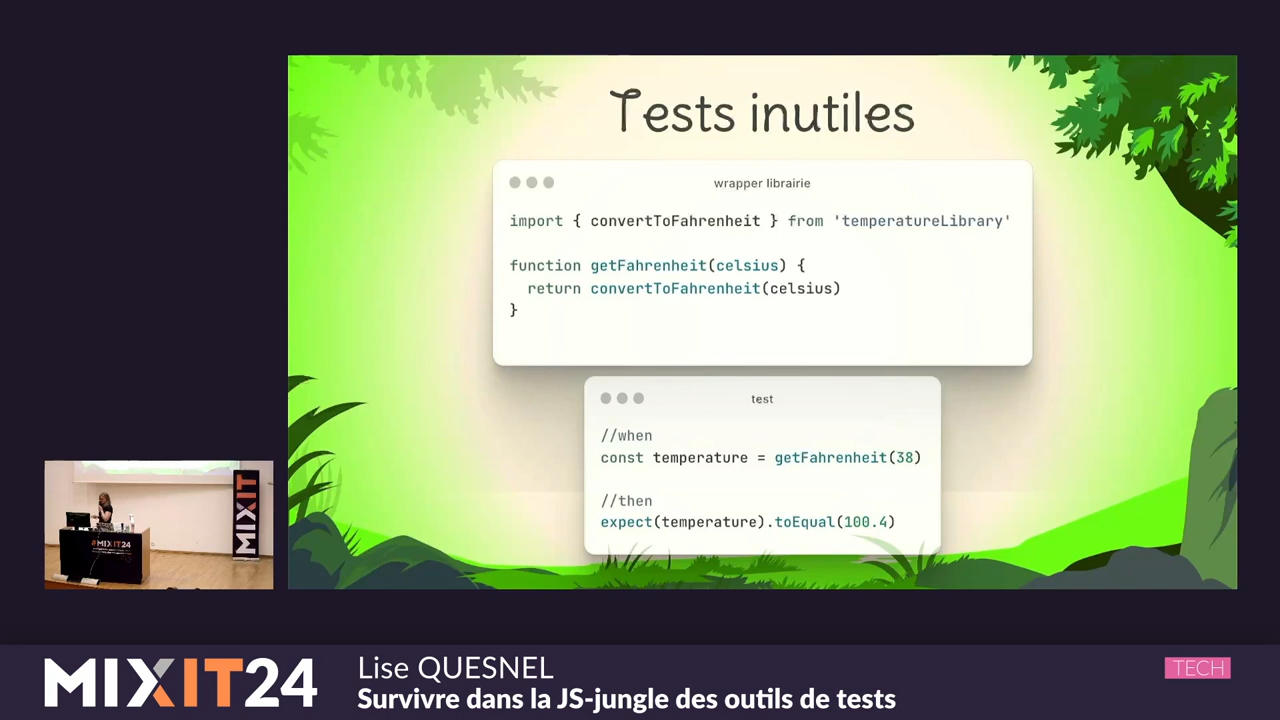 Tests inutiles
wrapper librairie
import { convertToFahrenheit } from 'temperatureLibrary'
function getFahrenheit(celsius) {
return convertToFahrenheit(celsius)
}
test
//when
const temperature = getFahrenheit(38)
//then
expect(temperature).toEqual(100.4)
MIXIT
#MIXIT24
MIXIT24
Lise QUESNEL
Survivre dans la JS-jungle des outils de tests
TECH